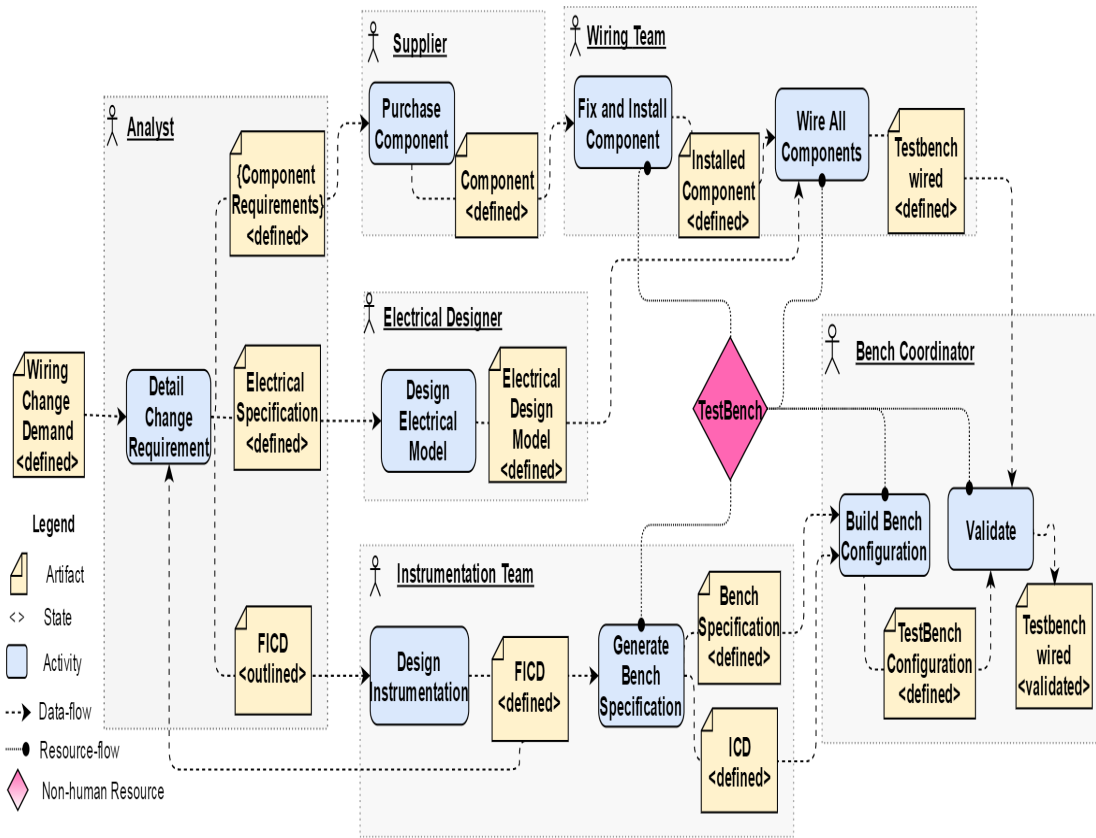 Supplier
Purchase
Component
Component
<defined>
Wiring Team
Fix and Install
Component
Installed
Component
<defined>
Wire All
Components
Testbench
wired
<defined>
Analyst
{Component
Requirements}
<defined>
Wiring
Change
Demand
<defined>
Detail
Change
Requirement
Electrical
Specification
<defined>
FICD
<outlined>
Electrical Designer
Design
Electrical
Model
Electrical
Design
Model
<defined>
TestBench
Bench Coordinator
Build Bench
Configuration
Validate
TestBench
Configuration
<defined>
Testbench
wired
<validated>
Instrumentation Team
Design
Instrumentation
FICD
<defined>
Generate
Bench
Specification
Bench
Specification
<defined>
ICD
<defined>
Legend
Artifact
<> State
Activity
Data-flow
Resource-flow
Non-human Resource